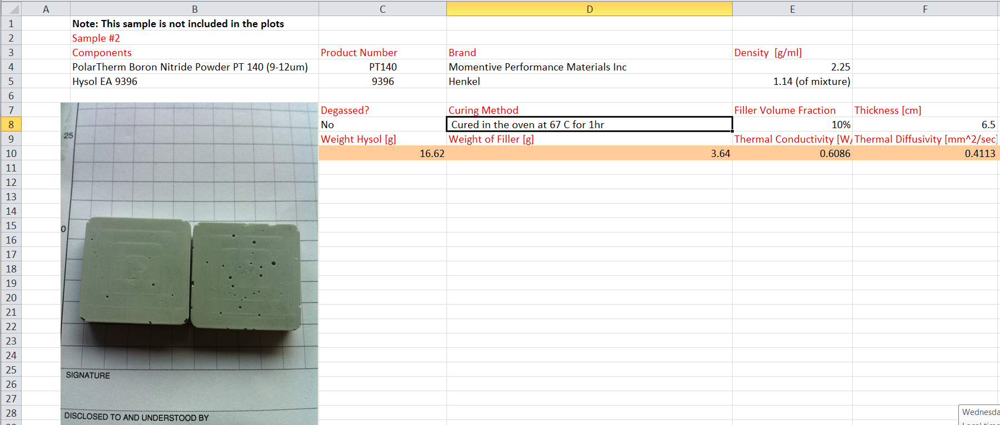 A B C D E F
1 Note: This sample is not included in the plots
2 Sample #2
3 Components Product Number Brand Density [g/ml]
4 PolarTherm Boron Nitride Powder PT 140 (9-12um) PT140 Momentive Performance Materials Inc 2.25
5 Hysol EA 9396 9396 Henkel 1.14 (of mixture)
6
7 Degassed? Curing Method Filler Volume Fraction Thickness [cm]
8 No Cured in the oven at 67 C for 1hr 10% 6.5
9 Weight Hysol [g] Weight of Filler [g] Thermal Conductivity [W/ Thermal Diffusivity [mm^2/sec]
10 16.62 3.64 0.6086 0.4113
11
12
13
14
15
16
17
18
19
20
21
22
23
24
25
26
27
28
25
0
SIGNATURE
DISCLOSED TO AND UNDERSTOOD BY
Wednesda